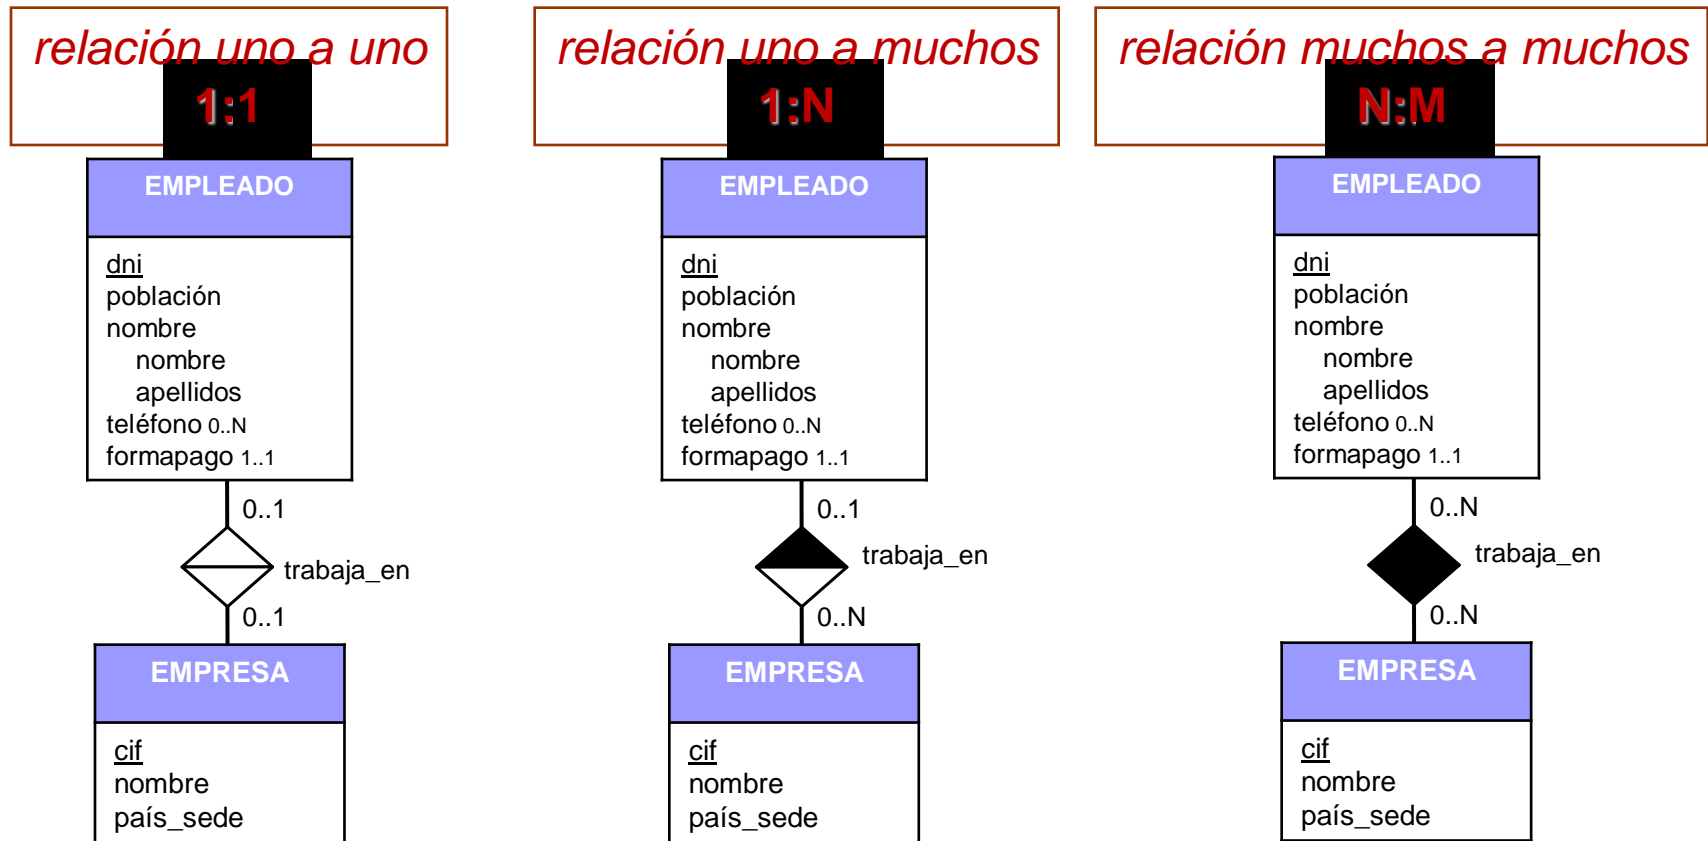 relación uno a uno
1:1
EMPLEADO
dni
población
nombre
nombre
apellidos
teléfono 0..N
formapago 1..1
0..1
trabaja_en
0..1
EMPRESA
cif
nombre
país_sede
relación uno a muchos
1:N
EMPLEADO
dni
población
nombre
nombre
apellidos
teléfono 0..N
formapago 1..1
0..1
trabaja_en
0..N
EMPRESA
cif
nombre
país_sede
relación muchos a muchos
N:M
EMPLEADO
dni
población
nombre
nombre
apellidos
teléfono 0..N
formapago 1..1
0..N
trabaja_en
0..N
EMPRESA
cif
nombre
país_sede